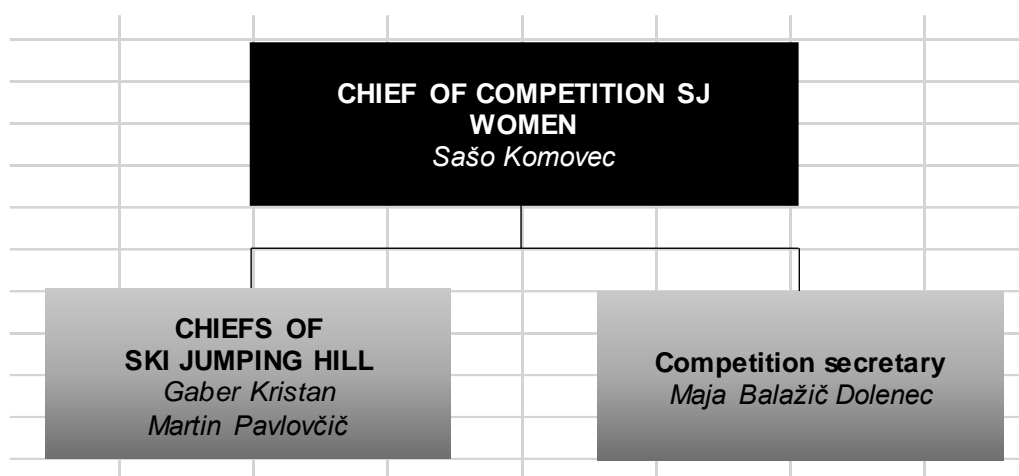 CHIEF OF COMPETITION SJ
WOMEN
Sašo Komovec
CHIEFS OF
SKI JUMPING HILL
Gaber Kristan
Martin Pavlovčič
Competition secretary
Maja Balažič Dolenec